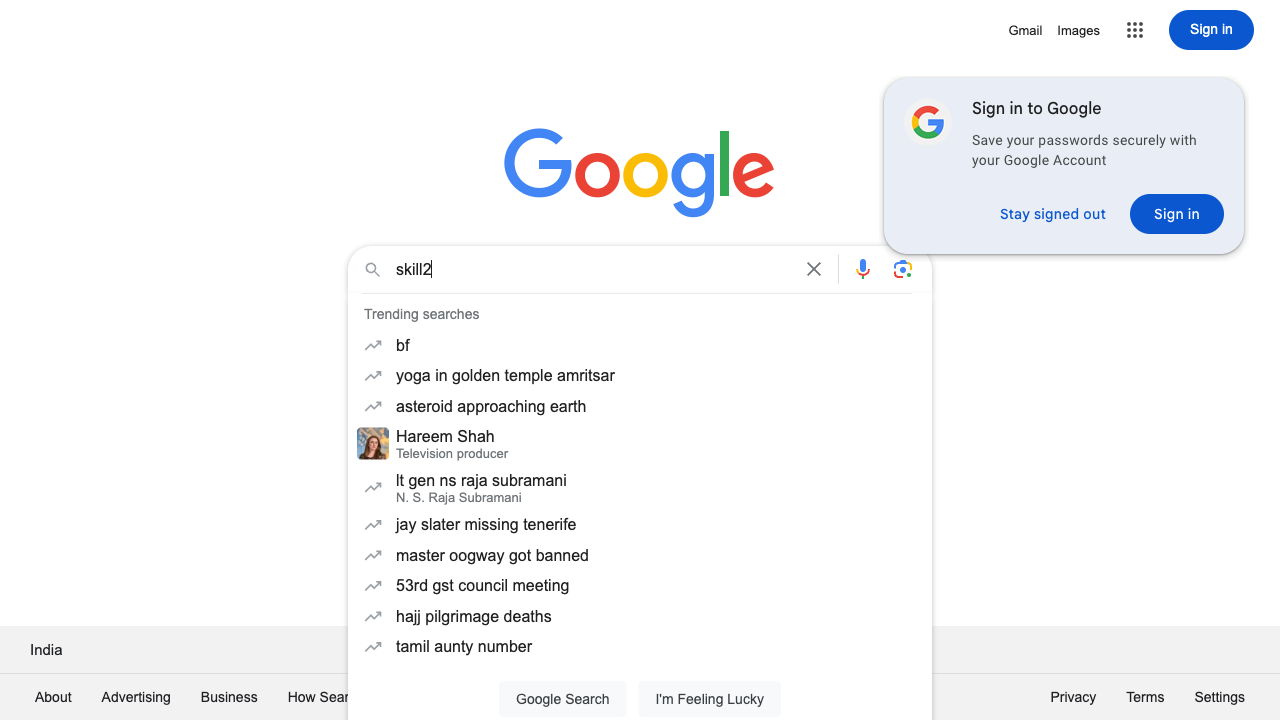 Gmail Images Sign in
Sign in to Google
Save your passwords securely with
your Google Account
Stay signed out Sign in
Google
skill2
Trending searches
bf
yoga in golden temple amritsar
asteroid approaching earth
Hareem Shah
Television producer
lt gen ns raja subramani
N. S. Raja Subramani
jay slater missing tenerife
master oogway got banned
53rd gst council meeting
hajj pilgrimage deaths
tamil aunty number
Google Search I'm Feeling Lucky
India
About Advertising Business How Sear Privacy Terms Settings